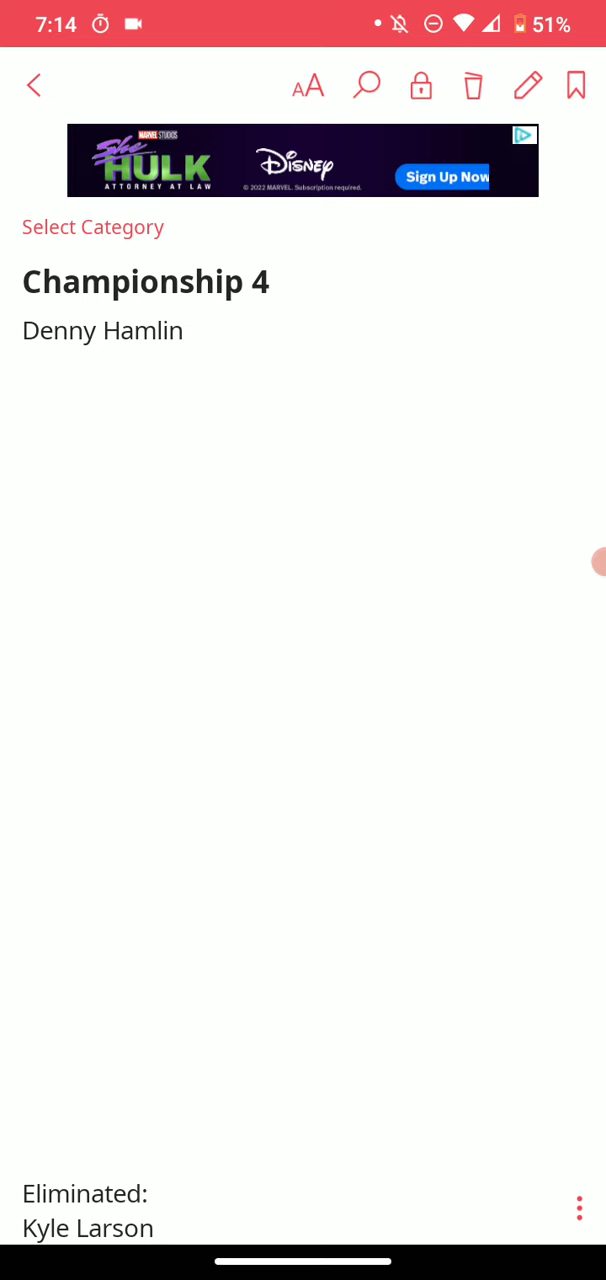 7:14
51%
AA
MARVEL STUDIOS
She
HULK
ATTORNEY AT LAW
Disney
© 2022 MARVEL. Subscription required.
Sign Up Now
Select Category
Championship 4
Denny Hamlin
Eliminated:
Kyle Larson